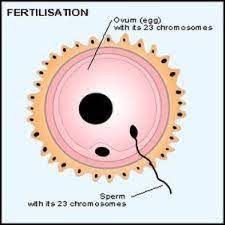 FERTILISATION
Ovum (egg)
with its 23 chromosomes
Sperm
with its 23 chromosomes